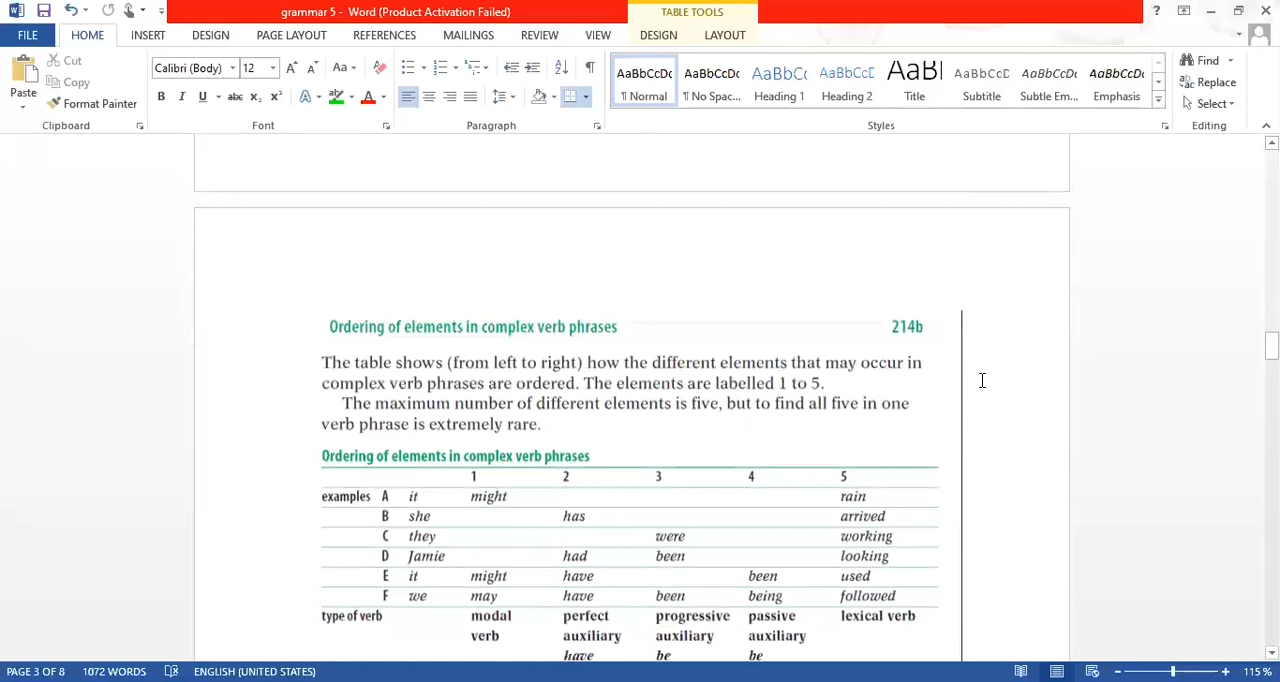 grammar 5 - Word (Product Activation Failed)
TABLE TOOLS
?
FILE
HOME
INSERT
DESIGN
PAGE LAYOUT
REFERENCES
MAILINGS
REVIEW
VIEW
DESIGN
LAYOUT
Paste
Cut
Copy
Format Painter
Clipboard
Calibri (Body)
12
Aa
B I U abc x₂ x²
Font
Paragraph
AaBbCcDc
¶ Normal
AaBbCcDc
¶ No Spac...
AaBbCc
Heading 1
AaBbCcD
Heading 2
AaBl
Title
AaBbCcD
Subtitle
AaBbCcDc
Subtle Em...
AaBbCcDc
Emphasis
Styles
Find
Replace
Select
Editing
Ordering of elements in complex verb phrases 214b
The table shows (from left to right) how the different elements that may occur in
complex verb phrases are ordered. The elements are labelled 1 to 5.
The maximum number of different elements is five, but to find all five in one
verb phrase is extremely rare.
Ordering of elements in complex verb phrases
1 2 3 4 5
examples A it might rain
B she has arrived
C they were working
D Jamie had been looking
E it might have been used
F we may have been being followed
type of verb modal perfect progressive passive lexical verb
verb auxiliary auxiliary auxiliary
have be be
PAGE 3 OF 8 1072 WORDS ENGLISH (UNITED STATES) 115 %